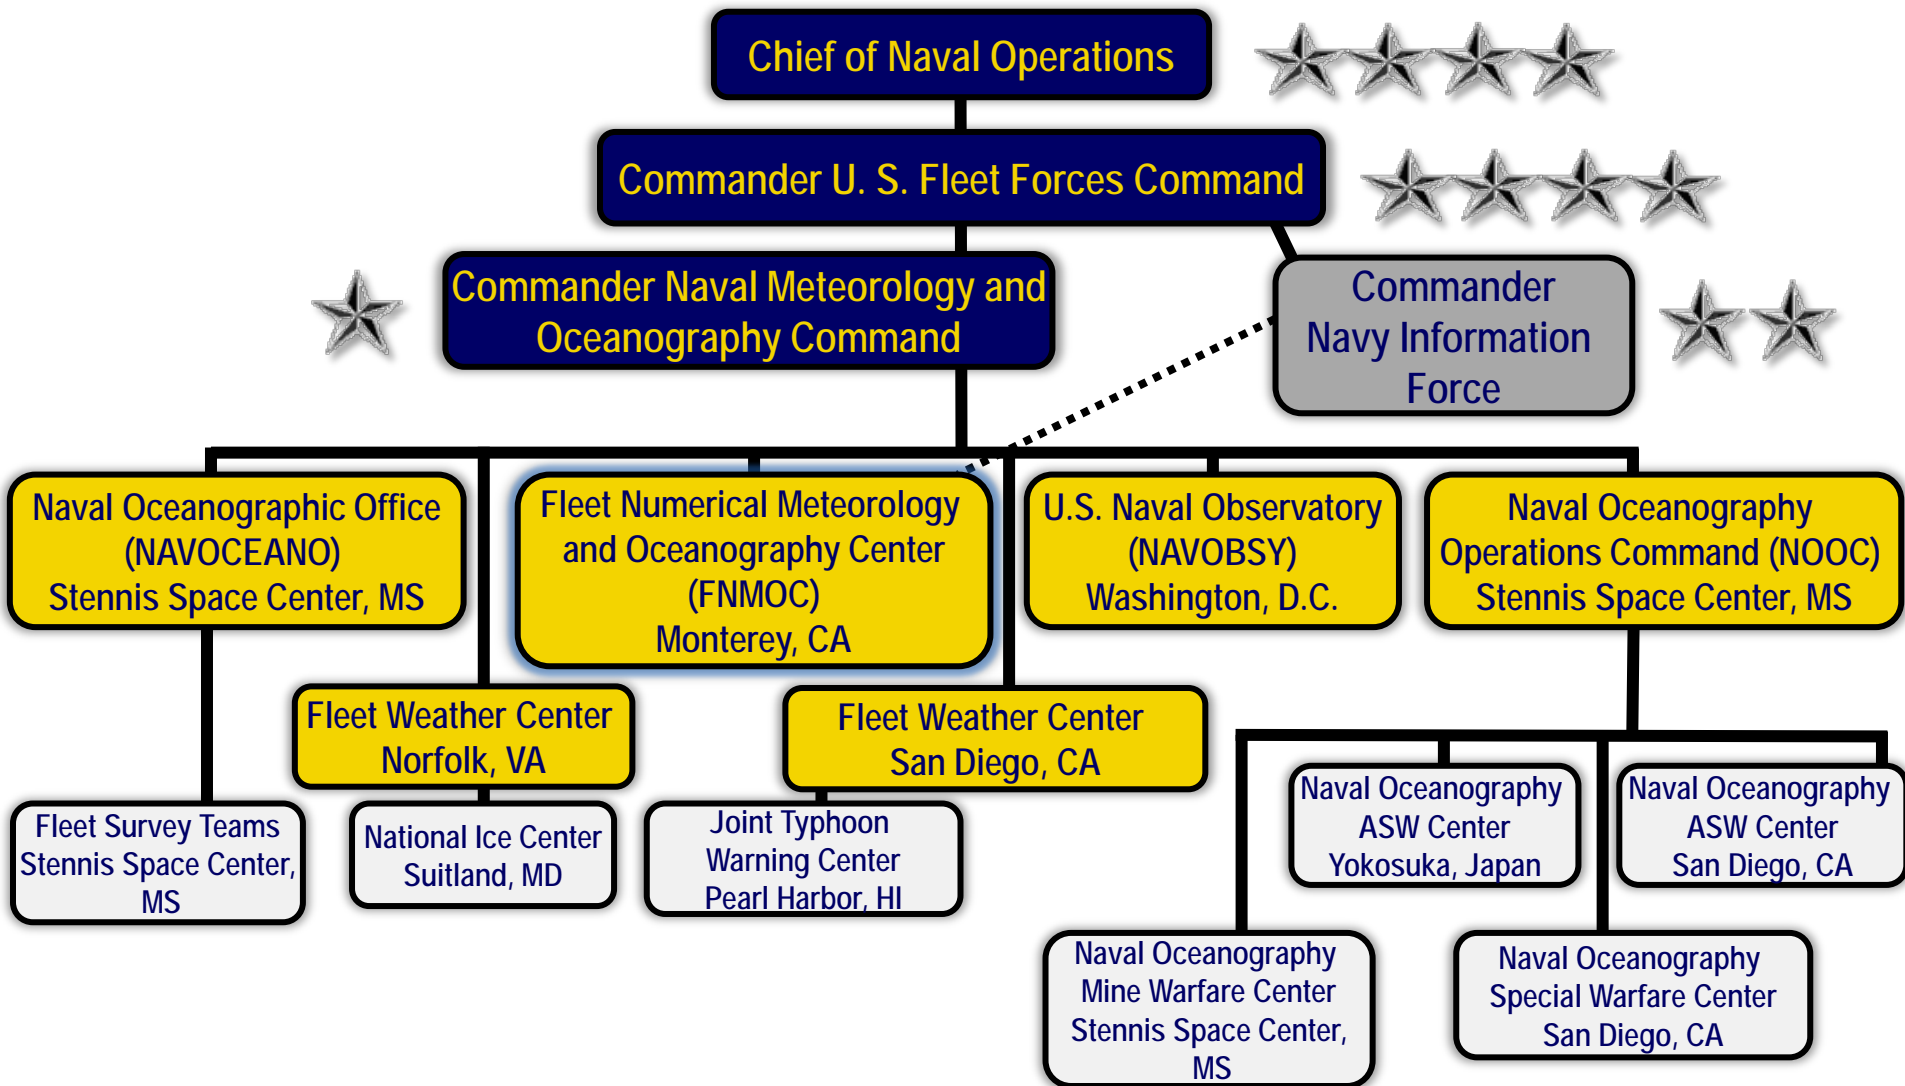 Chief of Naval Operations
Commander U. S. Fleet Forces Command
Commander Naval Meteorology and
Oceanography Command
Commander
Navy Information
Force
Naval Oceanographic Office
(NAVOCEANO)
Stennis Space Center, MS
Fleet Numerical Meteorology
and Oceanography Center
(FNMOC)
Monterey, CA
U.S. Naval Observatory
(NAVOBSY)
Washington, D.C.
Naval Oceanography
Operations Command (NOOC)
Stennis Space Center, MS
Fleet Weather Center
Norfolk, VA
Fleet Weather Center
San Diego, CA
Fleet Survey Teams
Stennis Space Center,
MS
National Ice Center
Suitland, MD
Joint Typhoon
Warning Center
Pearl Harbor, HI
Naval Oceanography
ASW Center
Yokosuka, Japan
Naval Oceanography
ASW Center
San Diego, CA
Naval Oceanography
Mine Warfare Center
Stennis Space Center,
MS
Naval Oceanography
Special Warfare Center
San Diego, CA